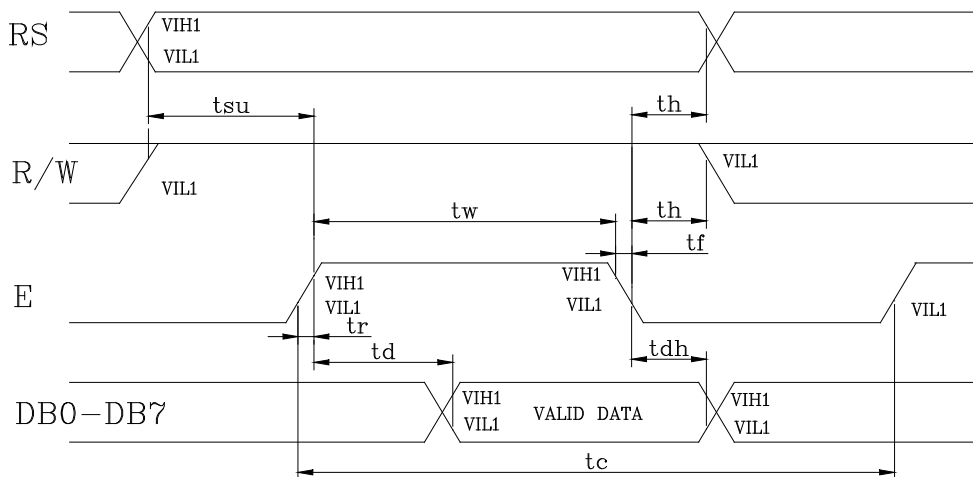 RS
VIH1
VIL1
tsu
th
R/W
VIL1
VIL1
tw
th
tf
E
VIH1
VIL1
VIH1
VIL1
VIL1
tr
td
tdh
DB0-DB7
VIH1
VIL1
VALID DATA
VIH1
VIL1
tc